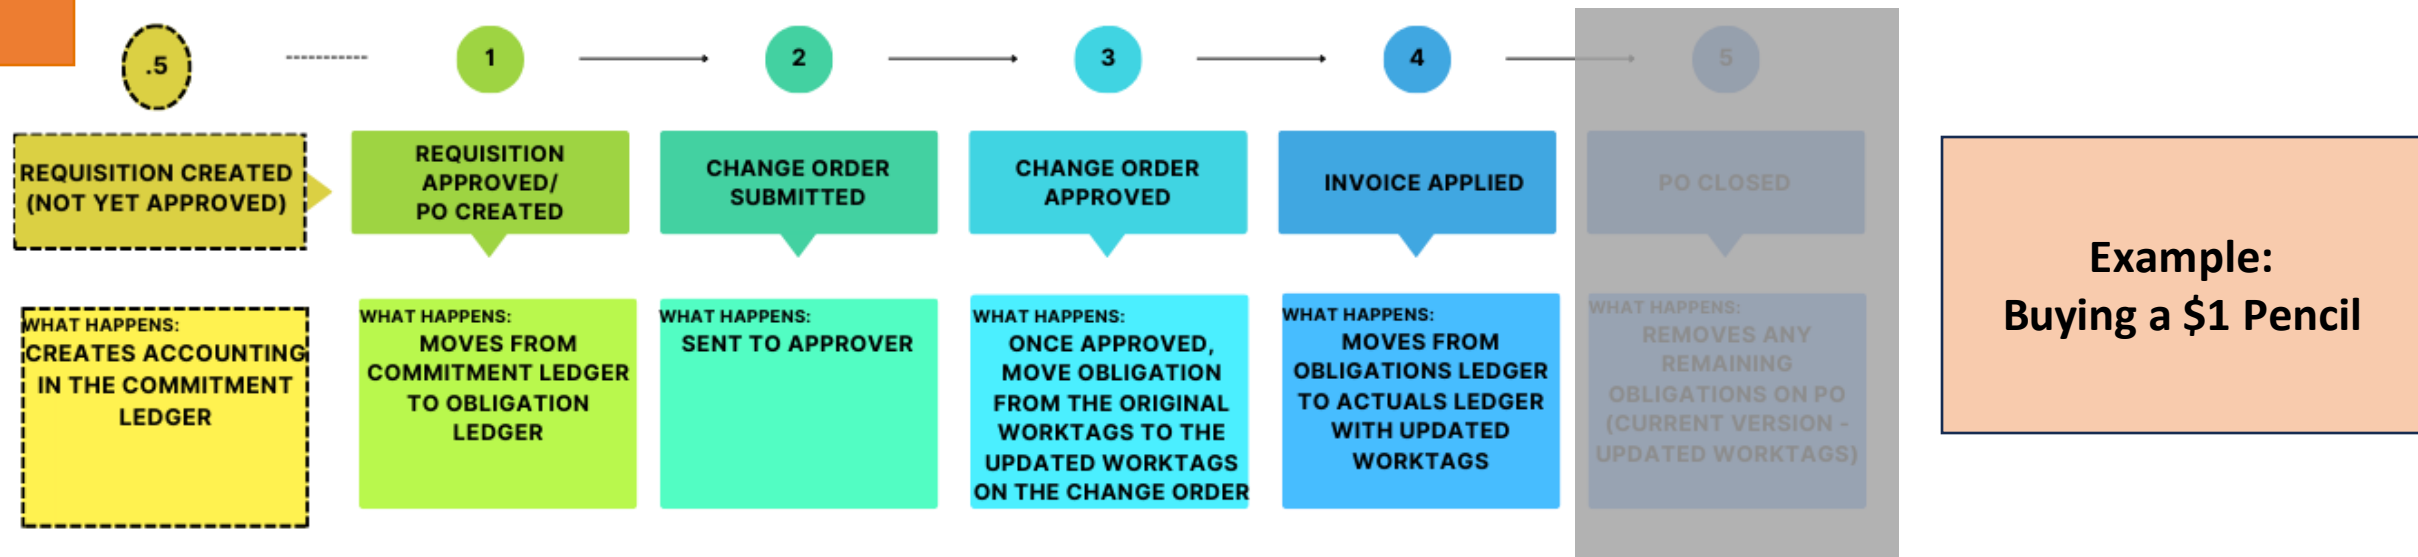 .5
1
2
3
4
5
REQUISITION CREATED
(NOT YET APPROVED)
REQUISITION
APPROVED/
PO CREATED
CHANGE ORDER
SUBMITTED
CHANGE ORDER
APPROVED
INVOICE APPLIED
PO CLOSED
WHAT HAPPENS:
CREATES ACCOUNTING
IN THE COMMITMENT
LEDGER
WHAT HAPPENS:
MOVES FROM
COMMITMENT LEDGER
TO OBLIGATION
LEDGER
WHAT HAPPENS:
SENT TO APPROVER
WHAT HAPPENS:
ONCE APPROVED,
MOVE OBLIGATION
FROM THE ORIGINAL
WORKTAGS TO THE
UPDATED WORKTAGS
ON THE CHANGE ORDER
WHAT HAPPENS:
MOVES FROM
OBLIGATIONS LEDGER
TO ACTUALS LEDGER
WITH UPDATED
WORKTAGS
WHAT HAPPENS:
REMOVES ANY
REMAINING
OBLIGATIONS ON PO
(CURRENT VERSION -
UPDATED WORKTAGS)
Example:
Buying a $1 Pencil